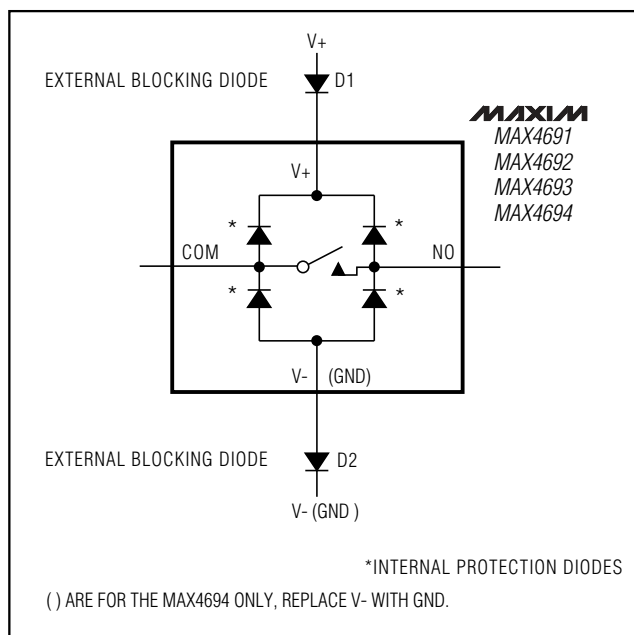 V+
EXTERNAL BLOCKING DIODE D1
MAXIM
MAX4691
MAX4692
MAX4693
MAX4694
V+
* *
COM NO
* *
V- (GND)
EXTERNAL BLOCKING DIODE D2
V- (GND )
*INTERNAL PROTECTION DIODES
( ) ARE FOR THE MAX4694 ONLY, REPLACE V- WITH GND.